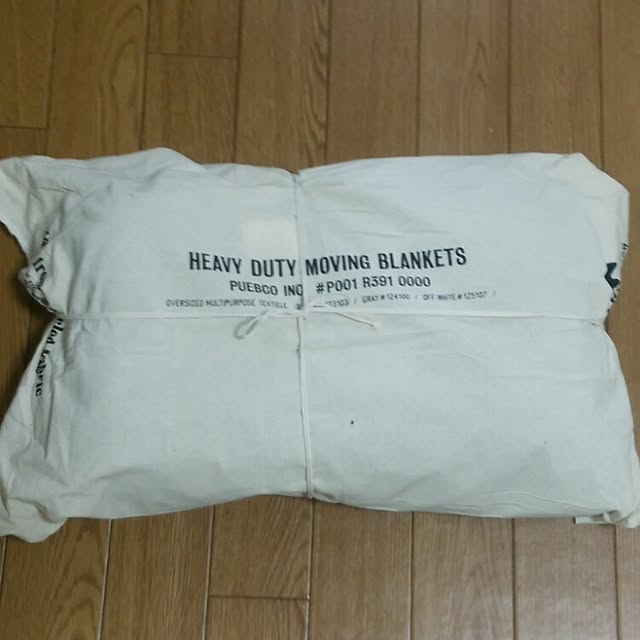 HEAVY DUTY MOVING BLANKETS
PUEBCO INC #P001 R391 0000
OVERSIZED MULTIPURPOSE TEXTILE / GRAY # 124100 / OFF WHITE # 125107 /